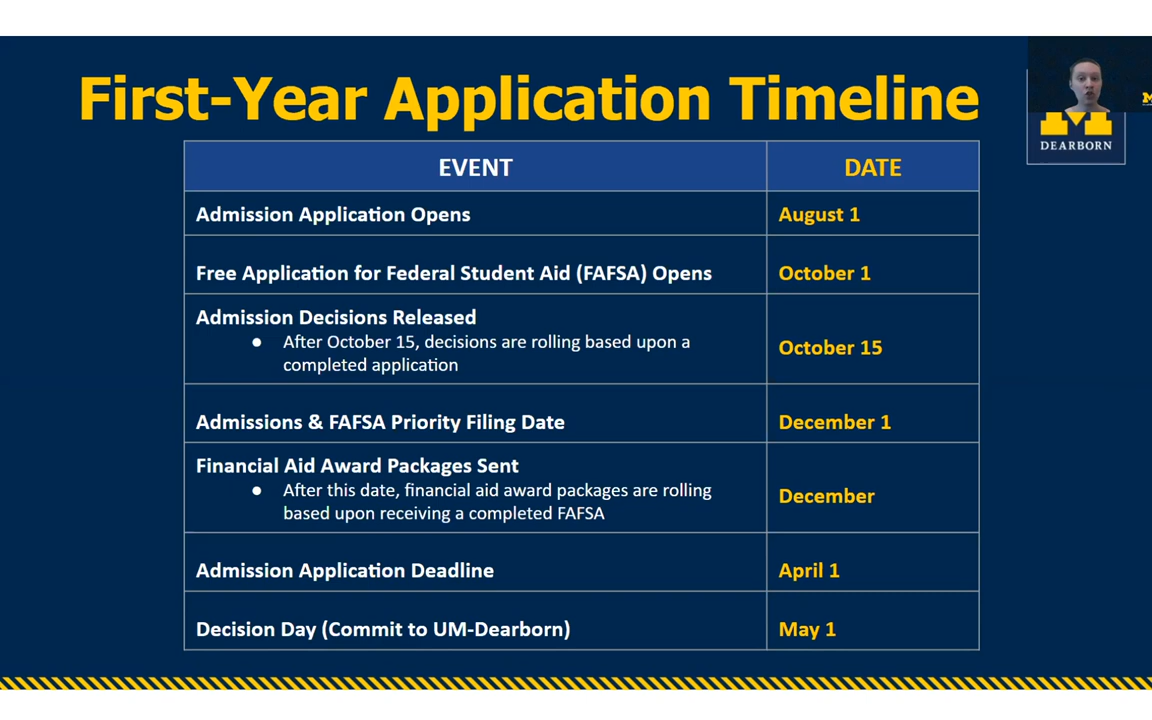 First-Year Application Timeline
EVENT
DATE
Admission Application Opens
August 1
Free Application for Federal Student Aid (FAFSA) Opens
October 1
Admission Decisions Released
● After October 15, decisions are rolling based upon a
completed application
October 15
Admissions & FAFSA Priority Filing Date
December 1
Financial Aid Award Packages Sent
● After this date, financial aid award packages are rolling
based upon receiving a completed FAFSA
December
Admission Application Deadline
April 1
Decision Day (Commit to UM-Dearborn)
May 1
M
DEARBORN
M